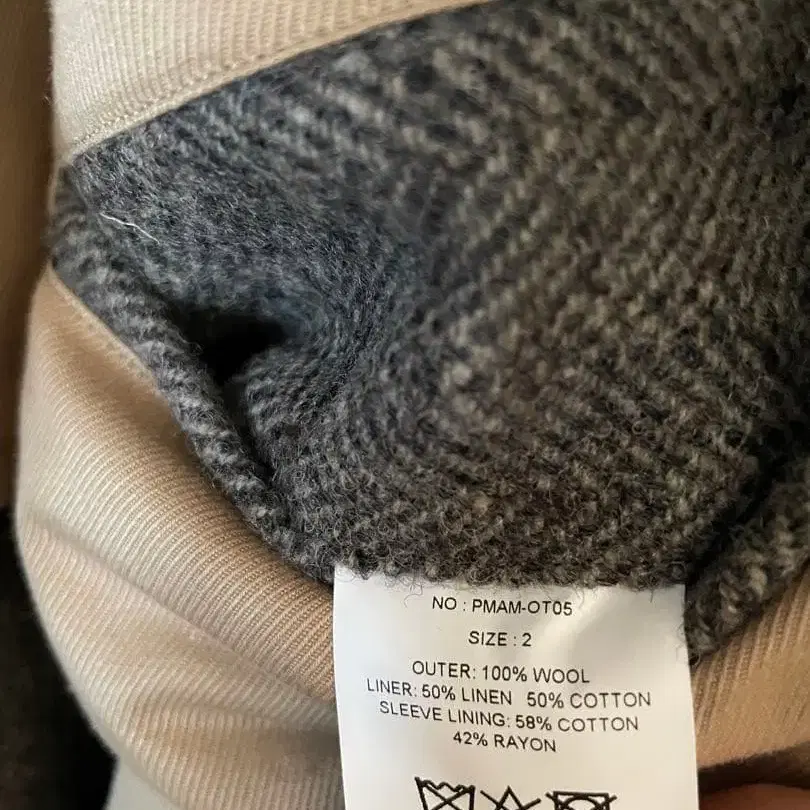 NO : PMAM-OT05
SIZE : 2
OUTER: 100% WOOL
LINER: 50% LINEN 50% COTTON
SLEEVE LINING: 58% COTTON
42% RAYON